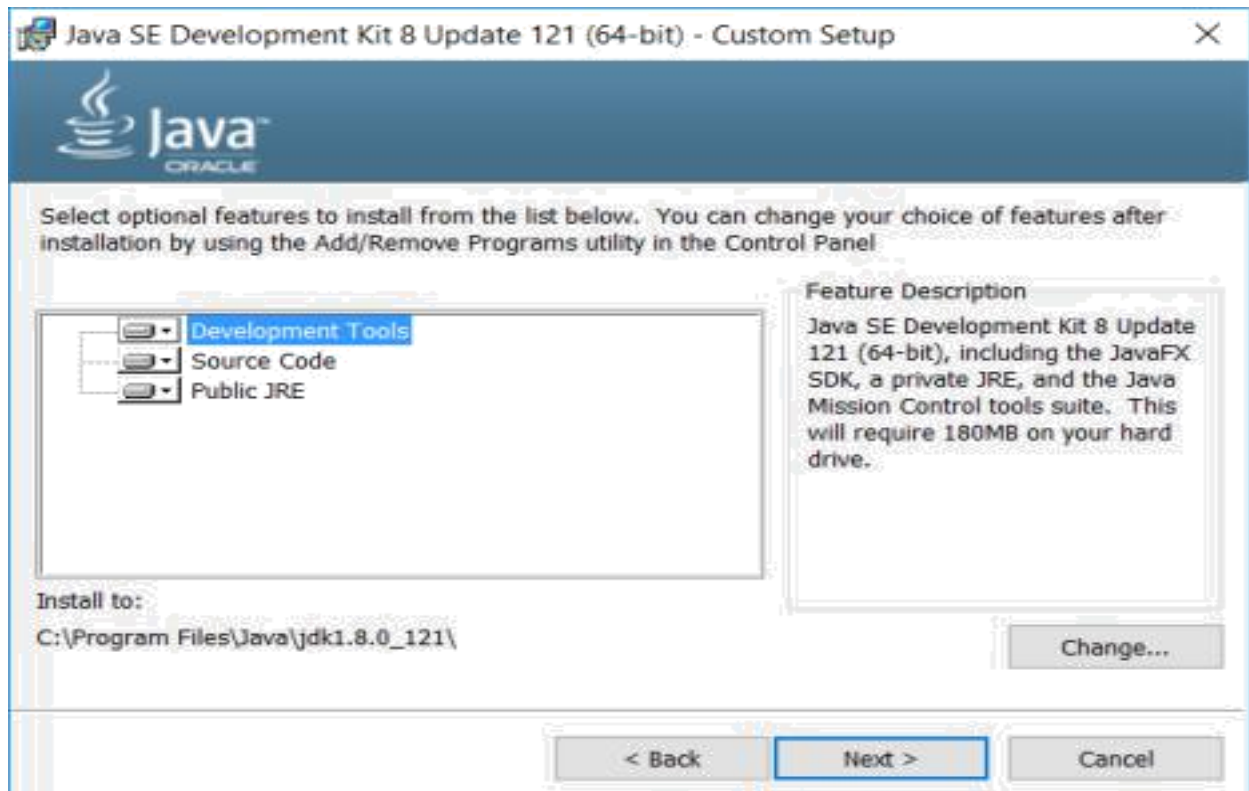 Java SE Development Kit 8 Update 121 (64-bit) - Custom Setup
Java™
ORACLE
Select optional features to install from the list below.  You can change your choice of features after
installation by using the Add/Remove Programs utility in the Control Panel
Development Tools
Source Code
Public JRE
Feature Description
Java SE Development Kit 8 Update
121 (64-bit), including the JavaFX
SDK, a private JRE, and the Java
Mission Control tools suite.  This
will require 180MB on your hard
drive.
Install to:
C:\Program Files\Java\jdk1.8.0_121\
Change...
< Back
Next >
Cancel